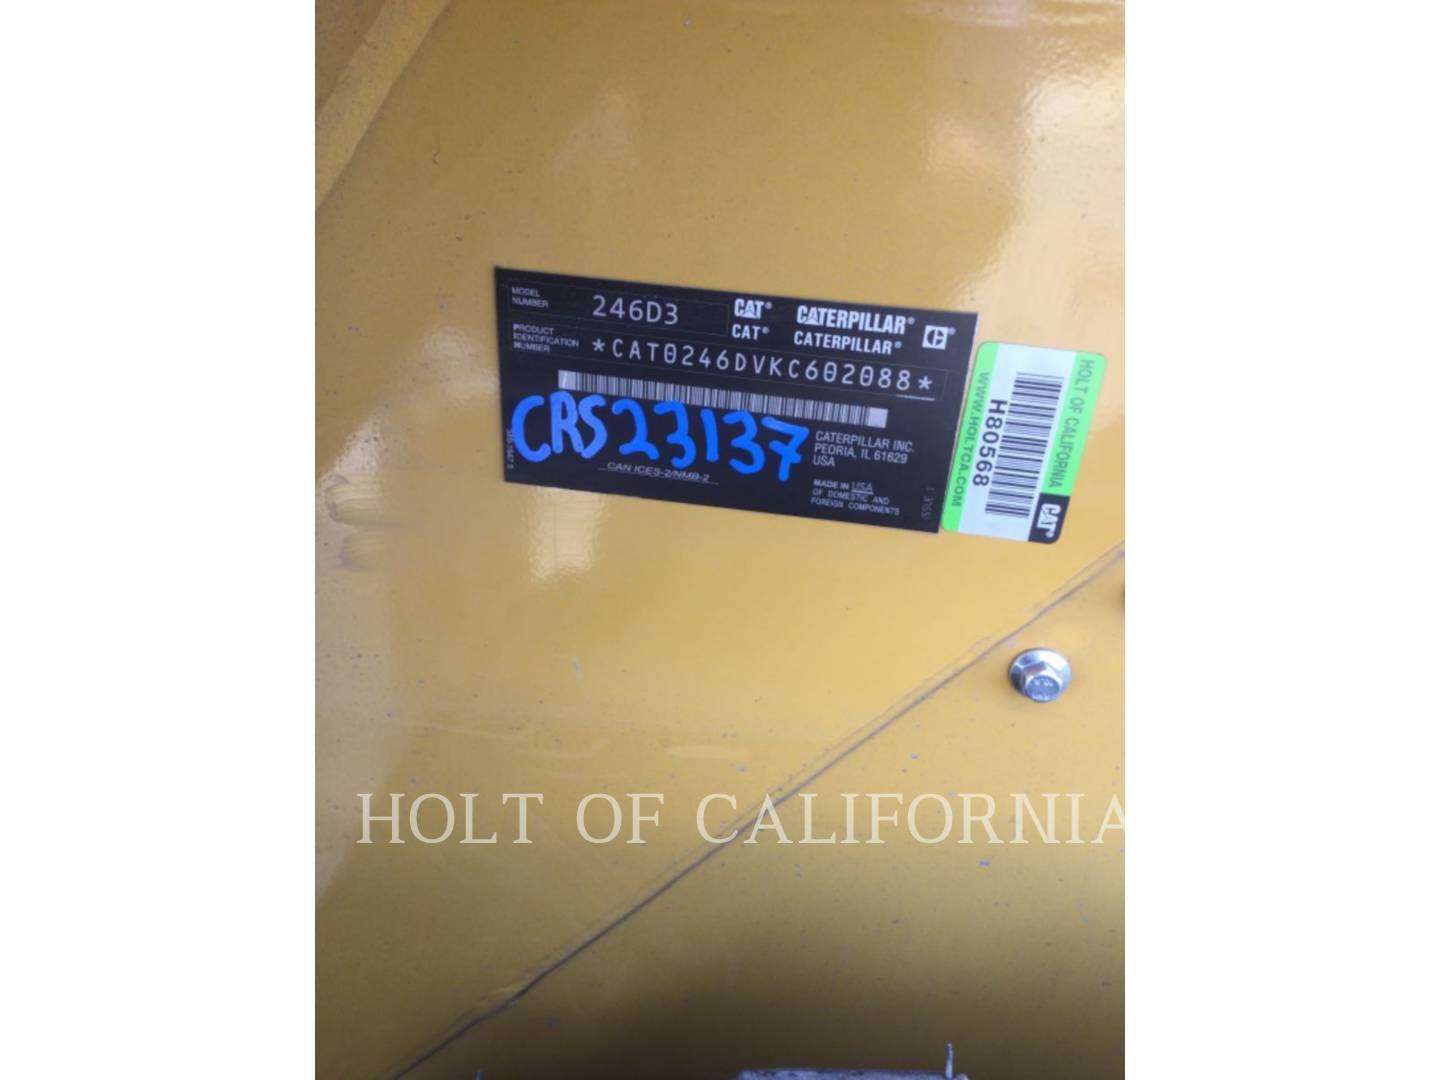 MODEL
NUMBER
246D3
CAT® CATERPILLAR® C®
CAT® CATERPILLAR®
PRODUCT
IDENTIFICATION
NUMBER
*CAT0246DVKC602088*
CRS23137
CAN ICES-2/NMB-2
CATERPILLAR INC.
PEORIA, IL 61629
USA
MADE IN USA
OF DOMESTIC AND
FOREIGN COMPONENTS
ISSUE 1
HOLT OF CALIFORNIA
CAT®
H80568
WWW.HOLTCA.COM
HOLT OF CALIFORNIA